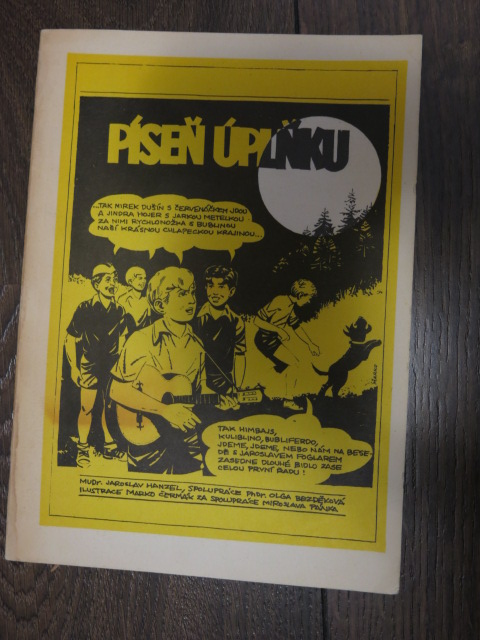 PÍSEŇ ÚPLŇKU
...TAK MIREK DUŠÍN S ČERVENÁČKEM JDOU
A JINDRA HOJER S JARKOU METELKOU
ZA NIMI RYCHLONOŽKA S BUBLINOU
NAŠÍ KRÁSNOU ČULAPECKOU KRAJINOU...
TAK HIMBAJS,
KULIBLINO, BUBLIFERDO,
JDEME, JDEME, NEBO NÁM NA BESE-
DĚ S JAROSLAVEM FOGLAREM
ZASEDNE DLOUHÉ BIDLO ZASE
CELOU PRVNÍ ŘADU!
MUDr. JAROSLAV HANZEL, SPOLUPRÁCE PhDr. OLGA BEZDĚKOVÁ
ILUSTRACE MARKO ČERMÁK ZA SPOLUPRÁCE MIROSLAVA